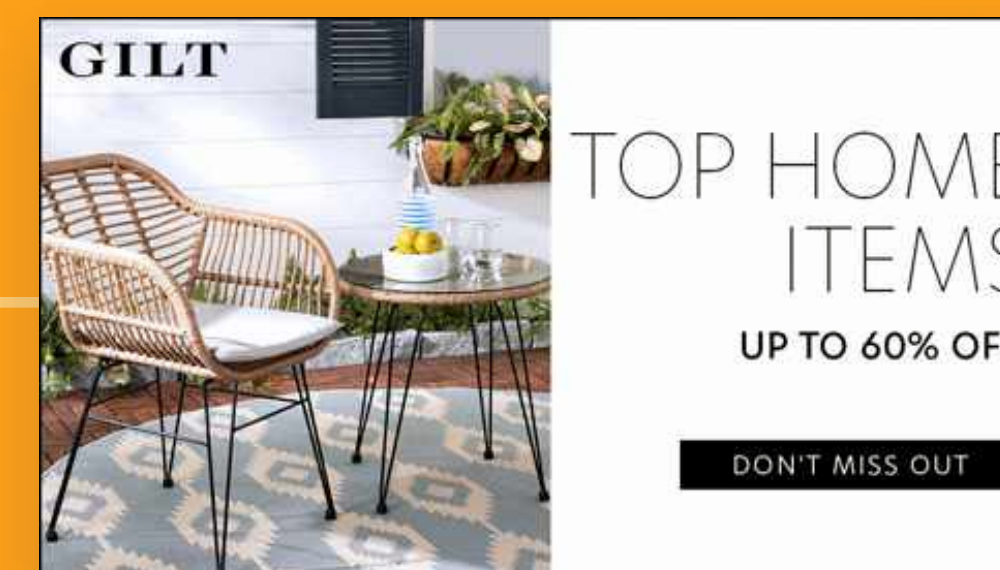 GILT
TOP HOME
ITEMS
UP TO 60% OF
DON'T MISS OUT